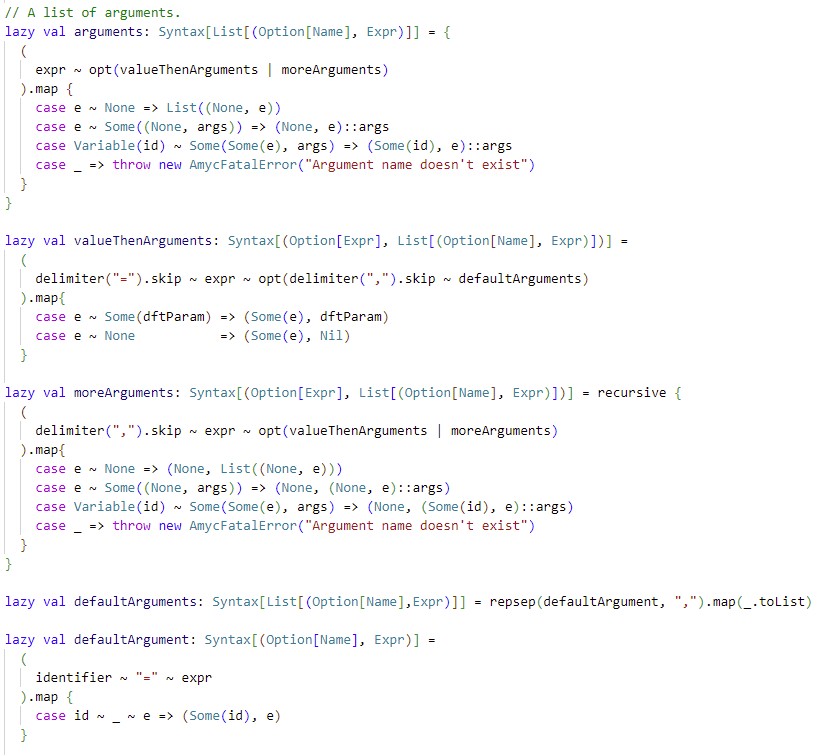 // A list of arguments.
lazy val arguments: Syntax[List[(Option[Name], Expr)]] = {
  (
    expr ~ opt(valueThenArguments | moreArguments)
  ).map {
    case e ~ None => List((None, e))
    case e ~ Some((None, args)) => (None, e)::args
    case Variable(id) ~ Some(Some(e), args) => (Some(id), e)::args
    case _ => throw new AmycFatalError("Argument name doesn't exist")
  }
}

lazy val valueThenArguments: Syntax[(Option[Expr], List[(Option[Name], Expr)])] =
  (
    delimiter("=").skip ~ expr ~ opt(delimiter(",").skip ~ defaultArguments)
  ).map{
    case e ~ Some(dftParam) => (Some(e), dftParam)
    case e ~ None           => (Some(e), Nil)
  }

lazy val moreArguments: Syntax[(Option[Expr], List[(Option[Name], Expr)])] = recursive {
  (
    delimiter(",").skip ~ expr ~ opt(valueThenArguments | moreArguments)
  ).map{
    case e ~ None => (None, List((None, e)))
    case e ~ Some((None, args)) => (None, (None, e)::args)
    case Variable(id) ~ Some(Some(e), args) => (None, (Some(id), e)::args)
    case _ => throw new AmycFatalError("Argument name doesn't exist")
  }
}

lazy val defaultArguments: Syntax[List[(Option[Name],Expr)]] = repsep(defaultArgument, ",").map(_.toList)

lazy val defaultArgument: Syntax[(Option[Name], Expr)] =
  (
    identifier ~ "=" ~ expr
  ).map {
    case id ~ _ ~ e => (Some(id), e)
  }